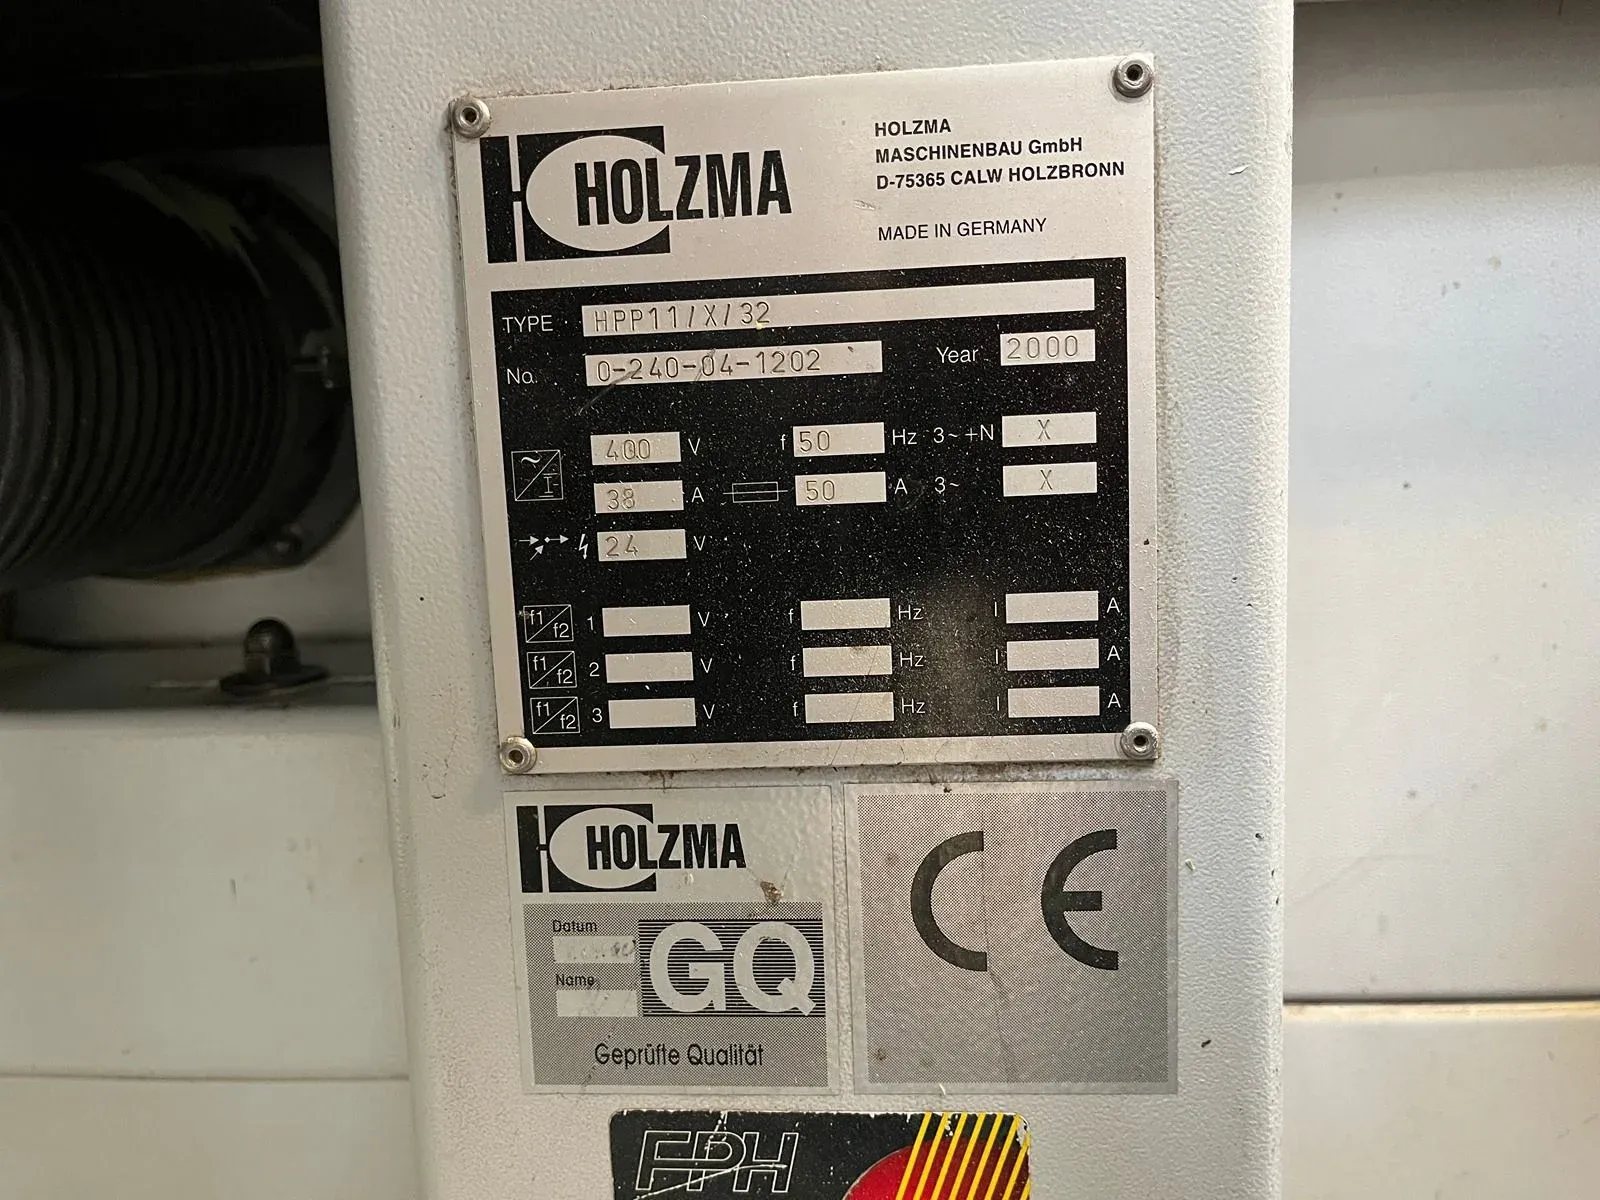 HOLZMA
HOLZMA
MASCHINENBAU GmbH
D-75365 CALW HOLZBRONN
MADE IN GERMANY
TYPE HPP11/X/32
No. 0-240-04-1202 Year 2000
400 V f 50 Hz 3~ +N X
38 A 50 A 3~ X
24 V
f1/f2 1 V f Hz I A
f1/f2 2 V f Hz I A
f1/f2 3 V f Hz I A
HOLZMA
Datum
Name
GQ
Geprüfte Qualität
CE
FPH